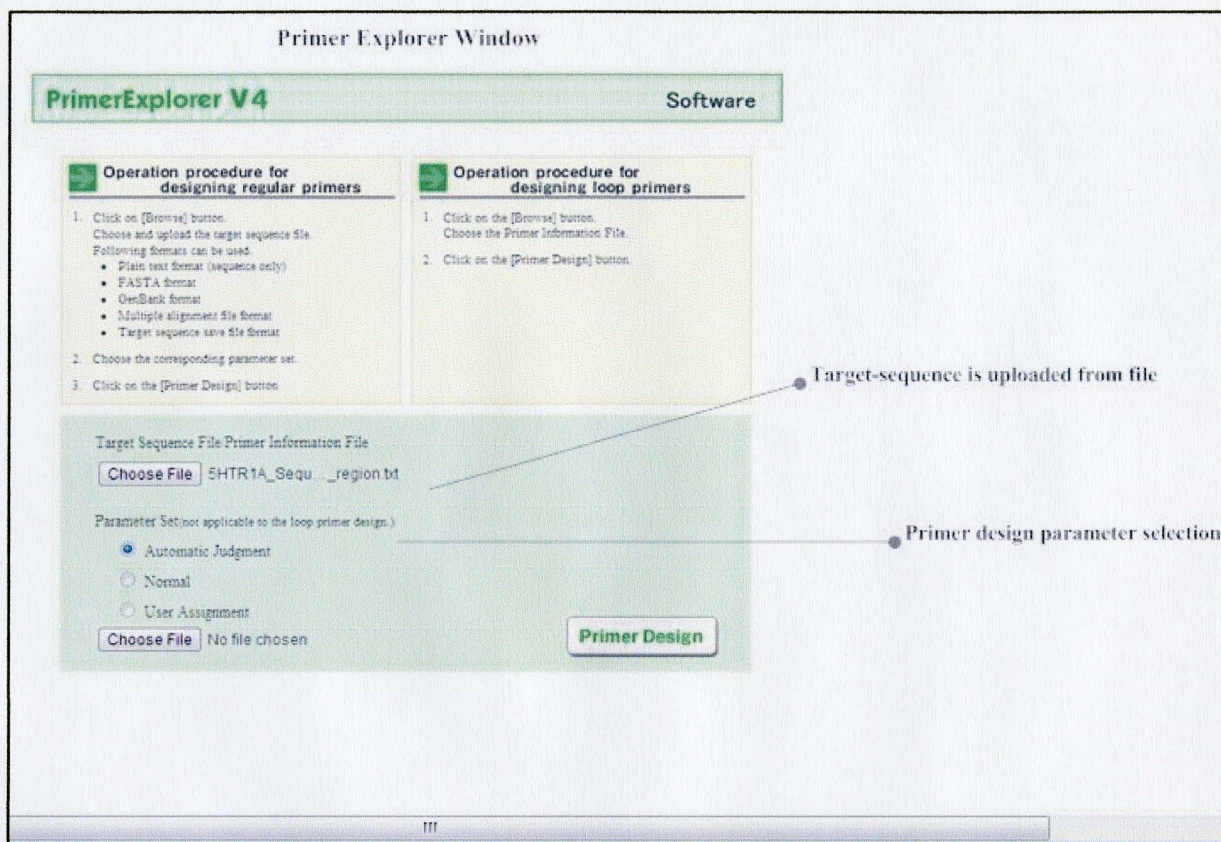 Primer Explorer Window
PrimerExplorer V4
Software
Operation procedure for
designing regular primers
1. Click on [Browse] button.
Choose and upload the target sequence file.
Following formats can be used.
• Plain text format (sequence only)
• FASTA format
• GenBank format
• Multiple alignment file format
• Target sequence save file format
2. Choose the corresponding parameter set.
3. Click on the [Primer Design] button
Operation procedure for
designing loop primers
1. Click on the [Browse] button.
Choose the Primer Information File.
2. Click on the [Primer Design] button.
Target-sequence is uploaded from file
Target Sequence File Primer Information File
Choose File 5HTR1A_Sequ..._region.txt
Parameter Set(not applicable to the loop primer design.)
Primer design parameter selection
Automatic Judgment
Normal
User Assignment
Choose File No file chosen
Primer Design